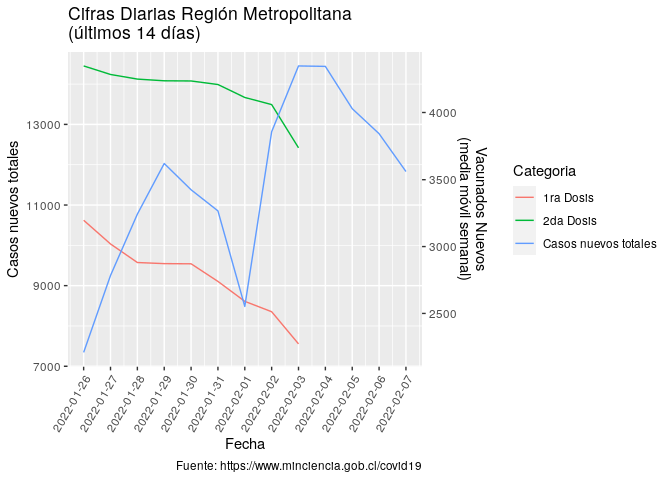 Cifras Diarias Región Metropolitana
(últimos 14 días)
Casos nuevos totales
13000
11000
9000
7000
4000
3500
3000
2500
Vacunados Nuevos
(media móvil semanal)
2022-01-26
2022-01-27
2022-01-28
2022-01-29
2022-01-30
2022-01-31
2022-02-01
2022-02-02
2022-02-03
2022-02-04
2022-02-05
2022-02-06
2022-02-07
Fecha
Categoria
1ra Dosis
2da Dosis
Casos nuevos totales
Fuente: https://www.minciencia.gob.cl/covid19